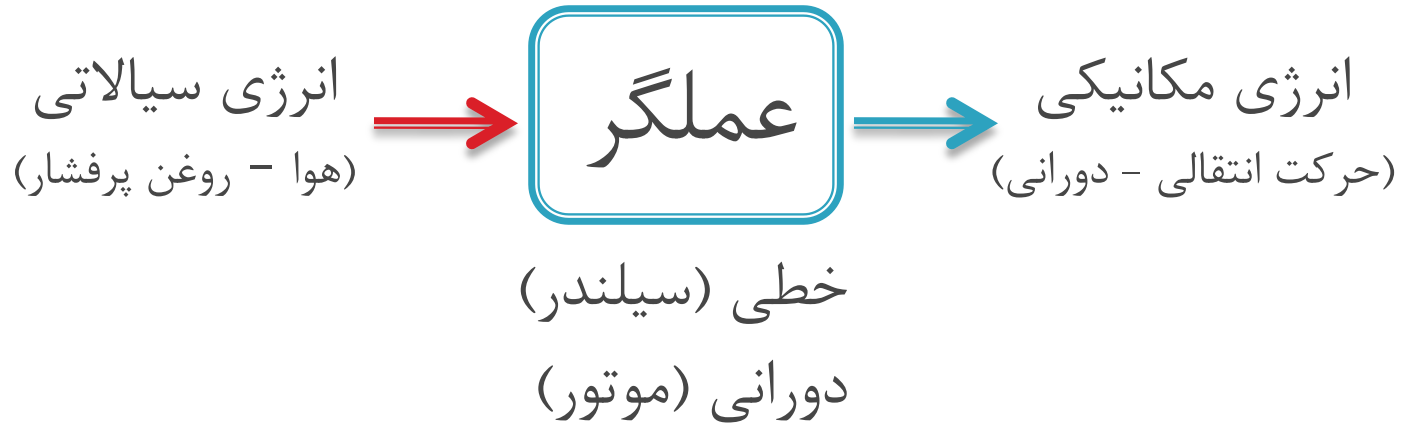 انرژی سیالاتی
(هوا – روغن پرفشار)
عملگر
انرژی مکانیکی
(حرکت انتقالی – دورانی)
خطی (سیلندر)
دورانی (موتور)